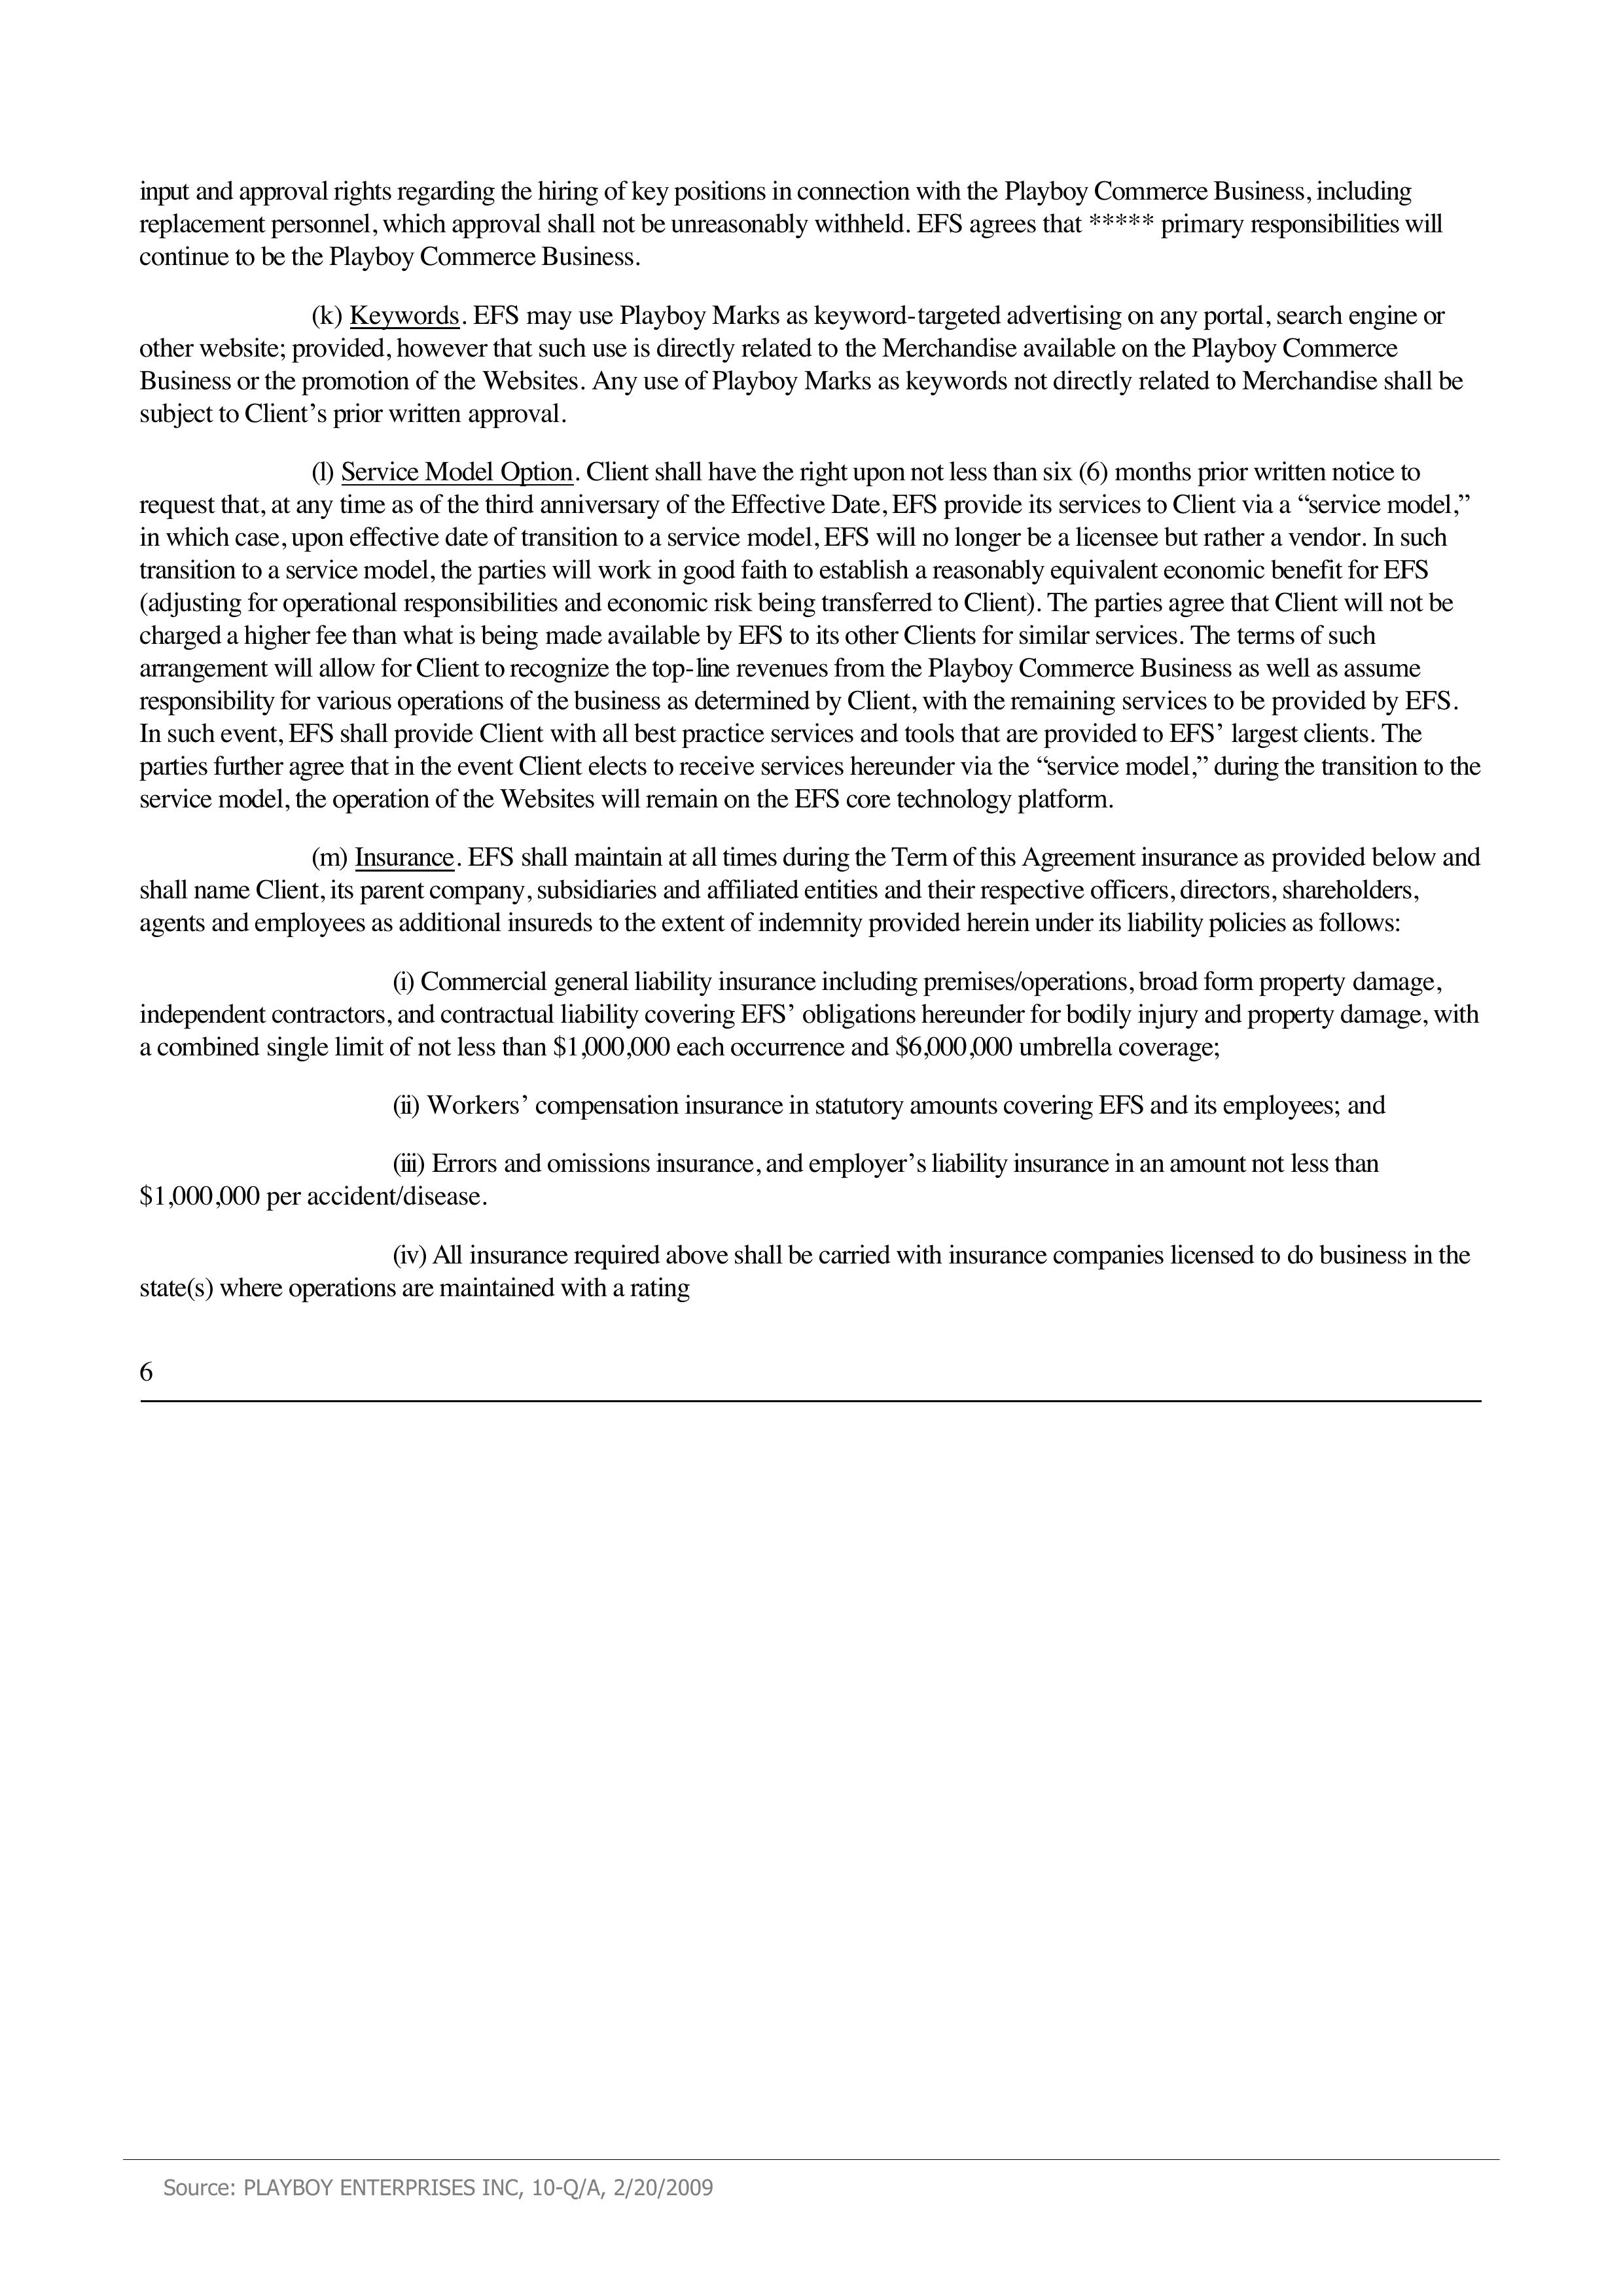 input and approval rights regarding the hiring of key positions in connection with the Playboy Commerce Business, including
replacement personnel, which approval shall not be unreasonably withheld. EFS agrees that ***** primary responsibilities will
continue to be the Playboy Commerce Business.
(k) Keywords. EFS may use Playboy Marks as keyword-targeted advertising on any portal, search engine or
other website; provided, however that such use is directly related to the Merchandise available on the Playboy Commerce
Business or the promotion of the Websites. Any use of Playboy Marks as keywords not directly related to Merchandise shall be
subject to Client’s prior written approval.
(l) Service Model Option. Client shall have the right upon not less than six (6) months prior written notice to
request that, at any time as of the third anniversary of the Effective Date, EFS provide its services to Client via a “service model,”
in which case, upon effective date of transition to a service model, EFS will no longer be a licensee but rather a vendor. In such
transition to a service model, the parties will work in good faith to establish a reasonably equivalent economic benefit for EFS
(adjusting for operational responsibilities and economic risk being transferred to Client). The parties agree that Client will not be
charged a higher fee than what is being made available by EFS to its other Clients for similar services. The terms of such
arrangement will allow for Client to recognize the top-line revenues from the Playboy Commerce Business as well as assume
responsibility for various operations of the business as determined by Client, with the remaining services to be provided by EFS.
In such event, EFS shall provide Client with all best practice services and tools that are provided to EFS’ largest clients. The
parties further agree that in the event Client elects to receive services hereunder via the “service model,” during the transition to the
service model, the operation of the Websites will remain on the EFS core technology platform.
(m) Insurance. EFS shall maintain at all times during the Term of this Agreement insurance as provided below and
shall name Client, its parent company, subsidiaries and affiliated entities and their respective officers, directors, shareholders,
agents and employees as additional insureds to the extent of indemnity provided herein under its liability policies as follows:
(i) Commercial general liability insurance including premises/operations, broad form property damage,
independent contractors, and contractual liability covering EFS’ obligations hereunder for bodily injury and property damage, with
a combined single limit of not less than $1,000,000 each occurrence and $6,000,000 umbrella coverage;
(ii) Workers’ compensation insurance in statutory amounts covering EFS and its employees; and
(iii) Errors and omissions insurance, and employer’s liability insurance in an amount not less than
$1,000,000 per accident/disease.
(iv) All insurance required above shall be carried with insurance companies licensed to do business in the
state(s) where operations are maintained with a rating
6
Source: PLAYBOY ENTERPRISES INC, 10-Q/A, 2/20/2009